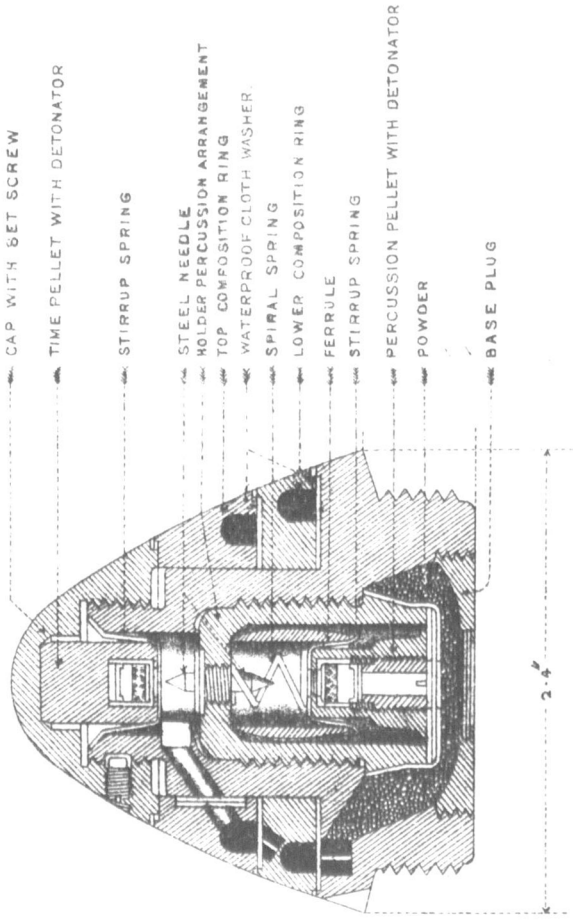 CAP WITH SET SCREW
TIME PELLET WITH DETONATOR
STIRRUP SPRING
STEEL NEEDLE
HOLDER PERCUSSION ARRANGEMENT
TOP COMPOSITION RING
WATERPROOF CLOTH WASHER.
SPIRAL SPRING
LOWER COMPOSITION RING
FERRULE
STIRRUP SPRING
PERCUSSION PELLET WITH DETONATOR
POWDER
BASE PLUG
2·4"